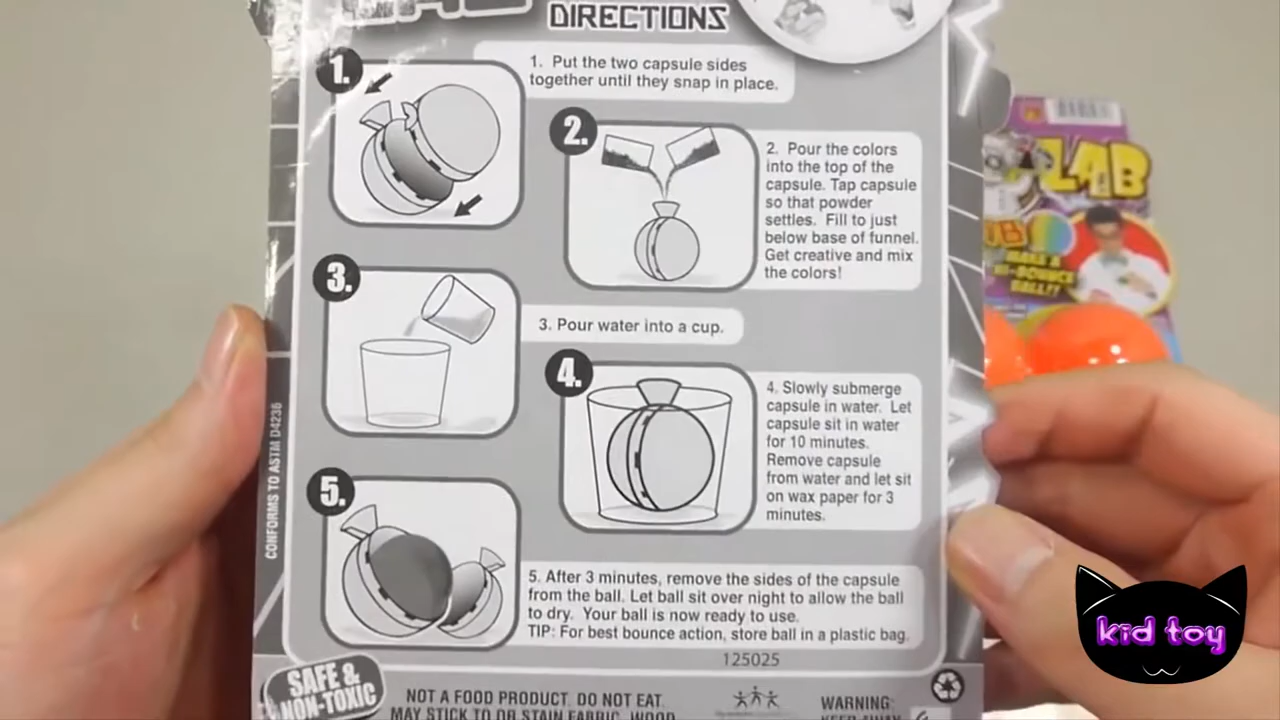 DIRECTIONS
1.
1. Put the two capsule sides
together until they snap in place.
2.
2. Pour the colors
into the top of the
capsule. Tap capsule
so that powder
settles. Fill to just
below base of funnel.
Get creative and mix
the colors!
3.
3. Pour water into a cup.
4.
4. Slowly submerge
capsule in water. Let
capsule sit in water
for 10 minutes.
Remove capsule
from water and let sit
on wax paper for 3
minutes.
5.
5. After 3 minutes, remove the sides of the capsule
from the ball. Let ball sit over night to allow the ball
to dry. Your ball is now ready to use.
TIP: For best bounce action, store ball in a plastic bag.
125025
CONFORMS TO ASTM D4236
SAFE &
NON-TOXIC
NOT A FOOD PRODUCT. DO NOT EAT.
MAY STICK TO OR STAIN FABRIC, WOOD
WARNING:
KEEP AWAY
LAB
MAKE A
HI-BOUNCE
BALL!!
kid toy